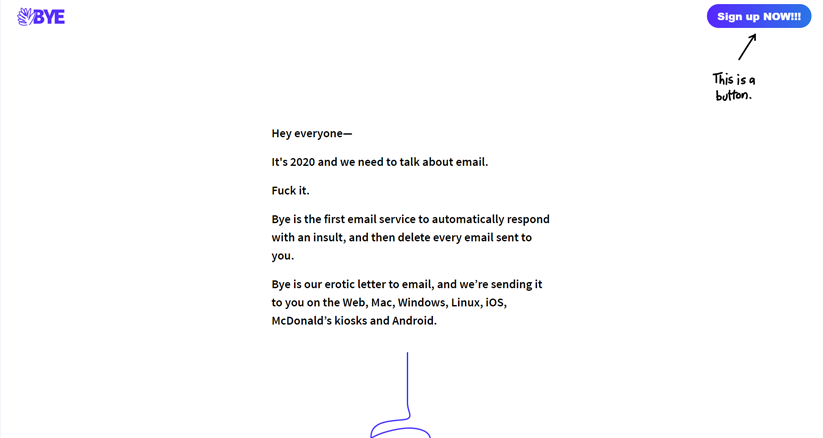 BYE
Sign up NOW!!!
This is a
button.
Hey everyone—
It's 2020 and we need to talk about email.
Fuck it.
Bye is the first email service to automatically respond
with an insult, and then delete every email sent to
you.
Bye is our erotic letter to email, and we’re sending it
to you on the Web, Mac, Windows, Linux, iOS,
McDonald’s kiosks and Android.